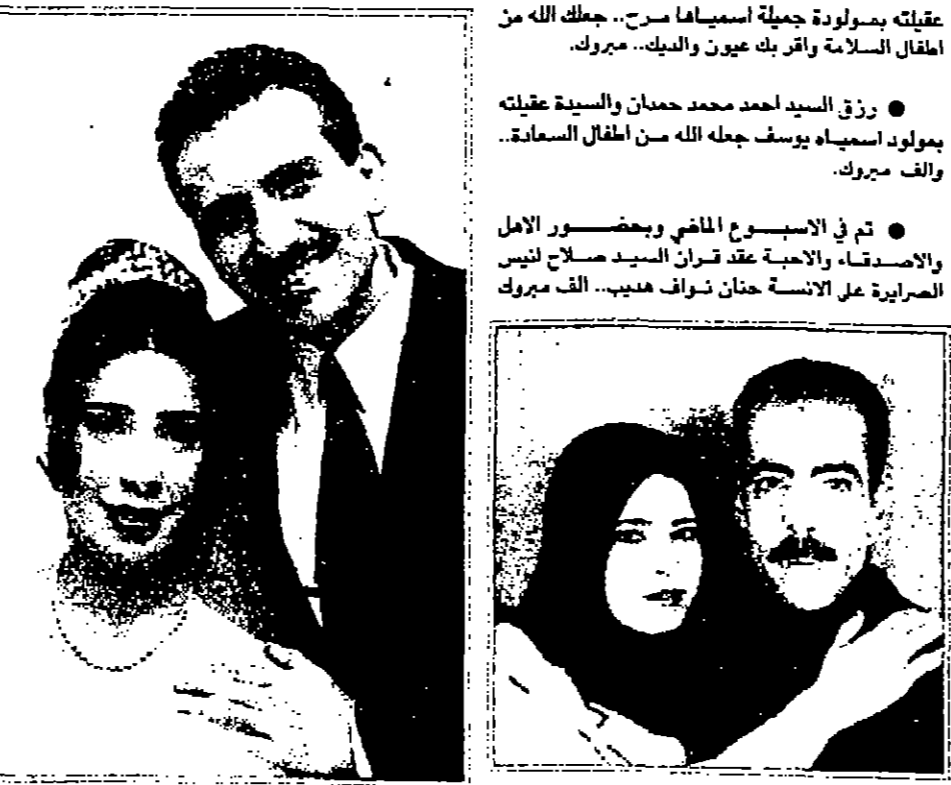 عقيلته بمولودة جميلة اسمياها مرح.. جعلك الله من
اطفال السلامة واقر بك عيون والديك.. مبروك.
● رزق السيد احمد محمد حمدان والسيدة عقيلته
بمولود اسمياه يوسف جعله الله من اطفال السعادة..
والف مبروك.
● تم في الاسبوع الماضي وبحضور الاهل
والاصدقاء والاحبة عقد قران السيد صلاح لنيس
الصرايرة على الانسة حنان نواف هديب.. الف مبروك